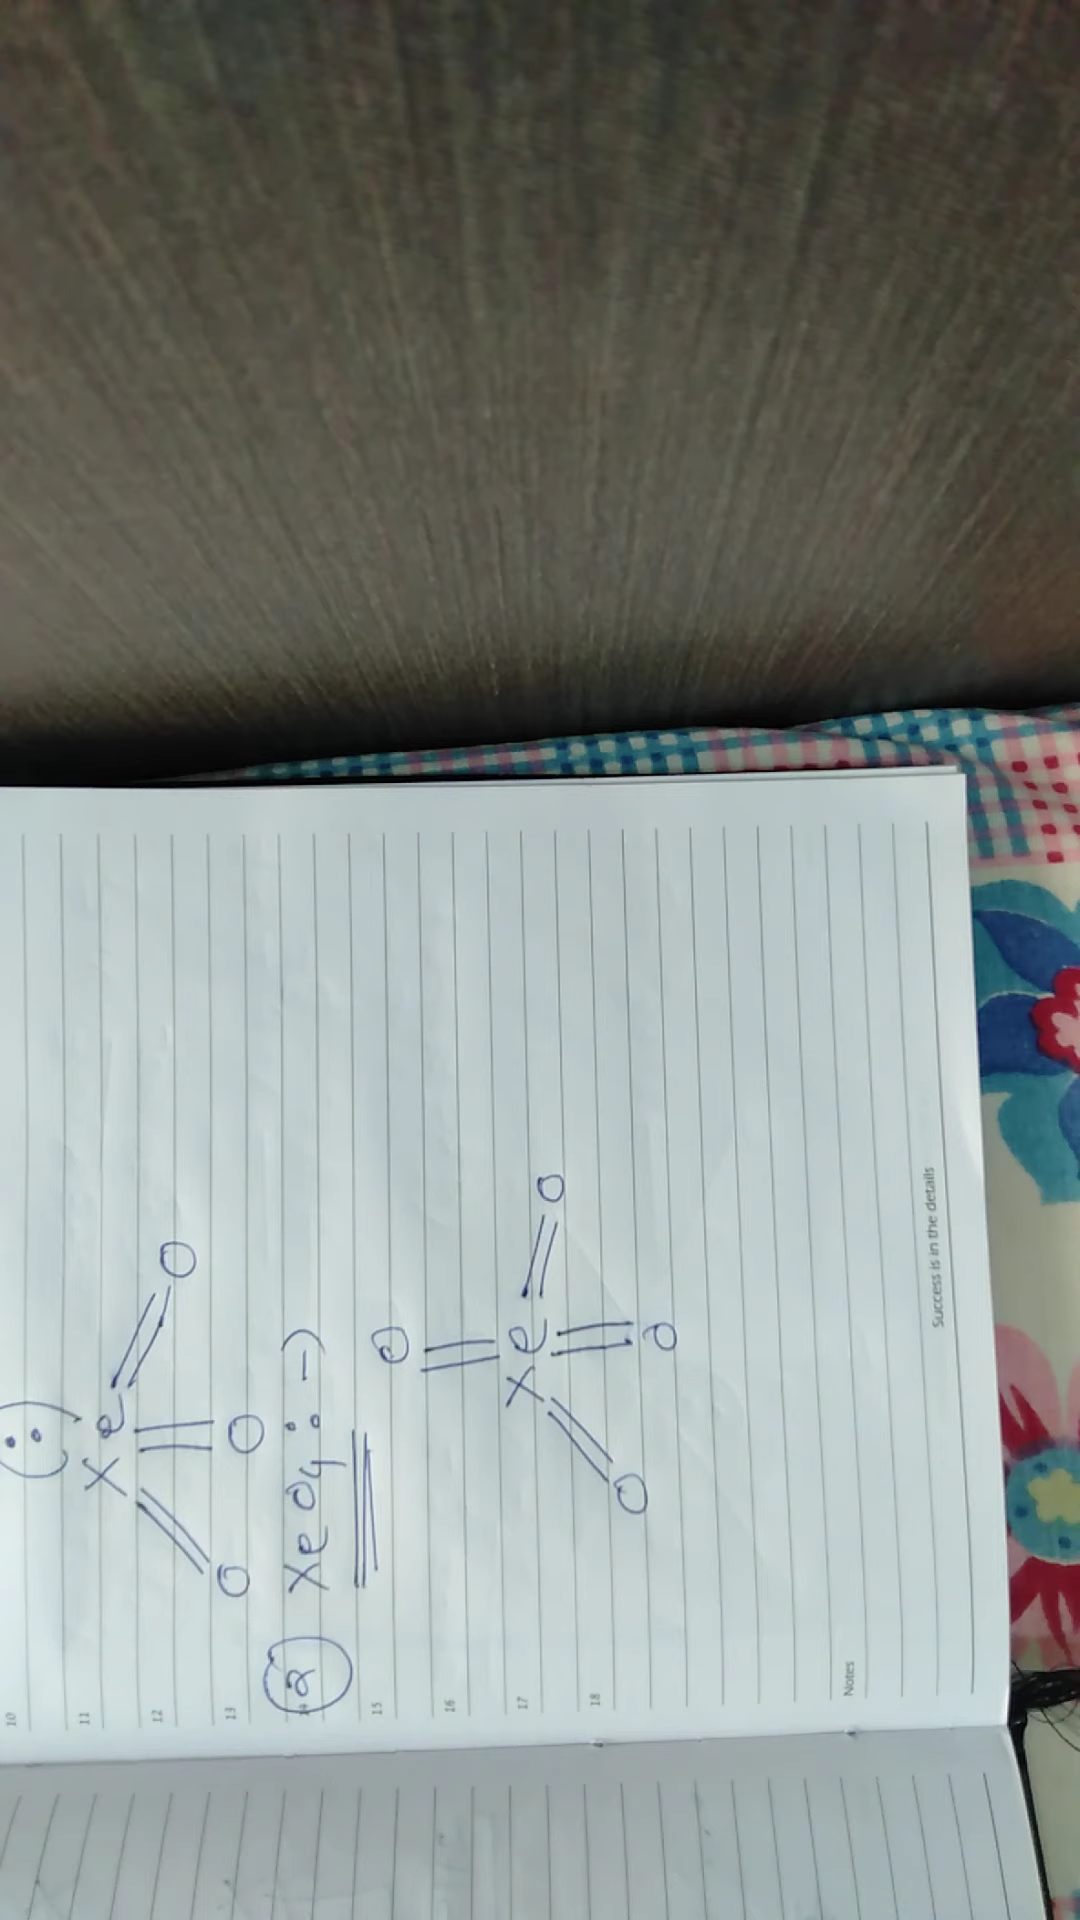 10
11
12
13
Xe
O
O
O
14
2 XeO4 :-)
15
16
17
18
O
Xe
O
O
O
Notes
Success is in the details